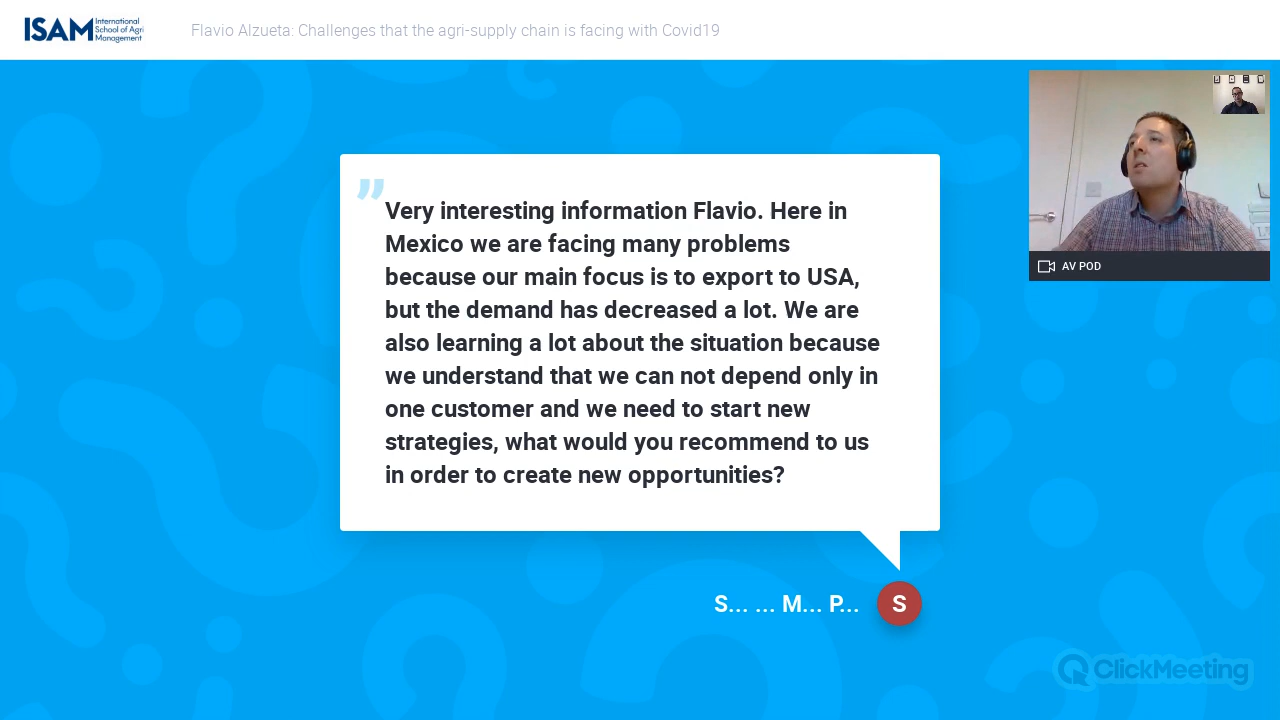 ISAM International
School of Agri
Management
Flavio Alzueta: Challenges that the agri-supply chain is facing with Covid19
"
Very interesting information Flavio. Here in
Mexico we are facing many problems
because our main focus is to export to USA,
but the demand has decreased a lot. We are
also learning a lot about the situation because
we understand that we can not depend only in
one customer and we need to start new
strategies, what would you recommend to us
in order to create new opportunities?
S... ... M... P... S
AV POD
ClickMeeting